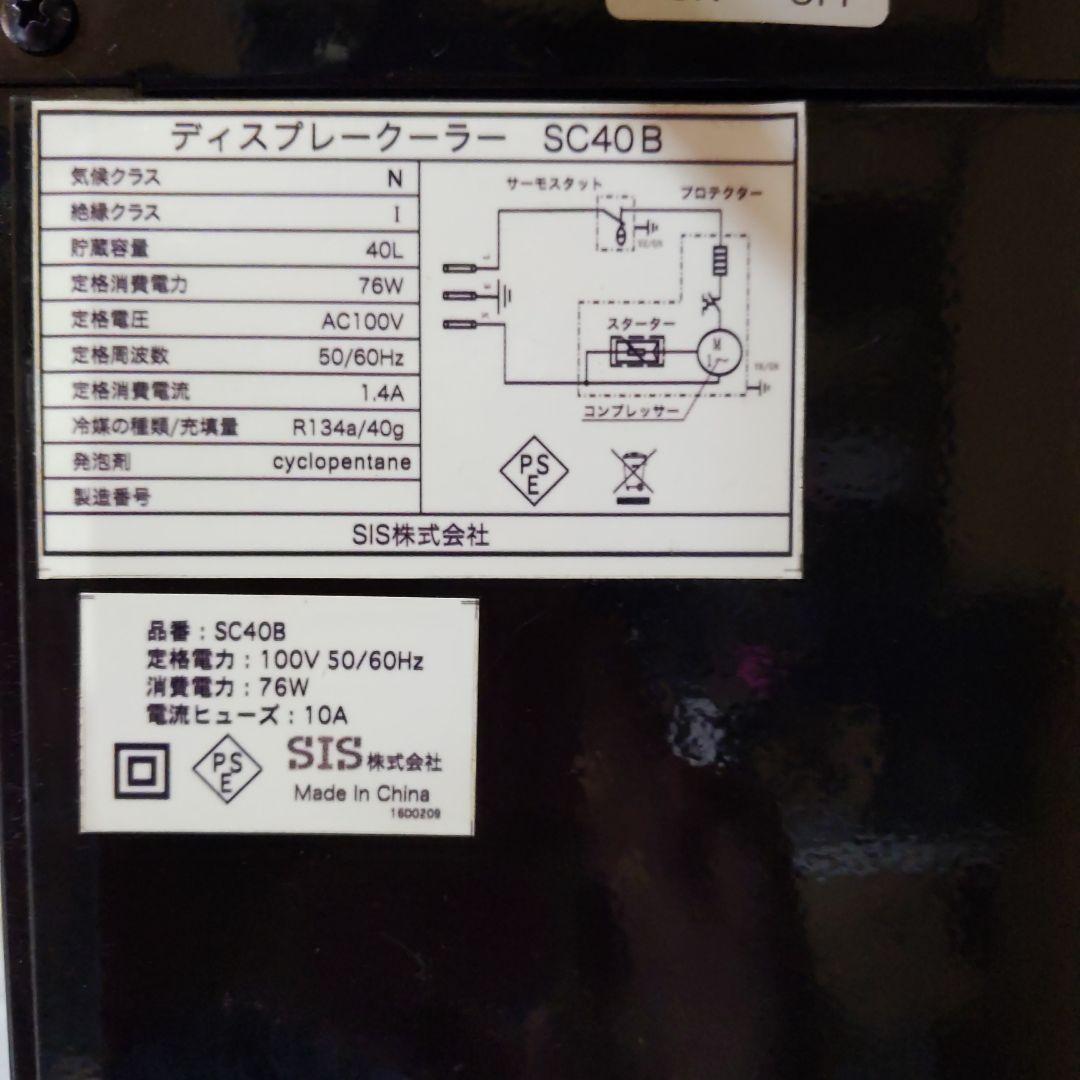 ディスプレークーラー SC40B
気候クラス N
絶縁クラス I
貯蔵容量 40L
定格消費電力 76W
定格電圧 AC100V
定格周波数 50/60Hz
定格消費電流 1.4A
冷媒の種類/充填量 R134a/40g
発泡剤 cyclopentane
製造番号
サーモスタット
プロテクター
スターター
M
1~
コンプレッサー
PSE
SIS株式会社
品番:SC40B
定格電力:100V 50/60Hz
消費電力:76W
電流ヒューズ:10A
PSE
SIS株式会社
Made In China
16D0209